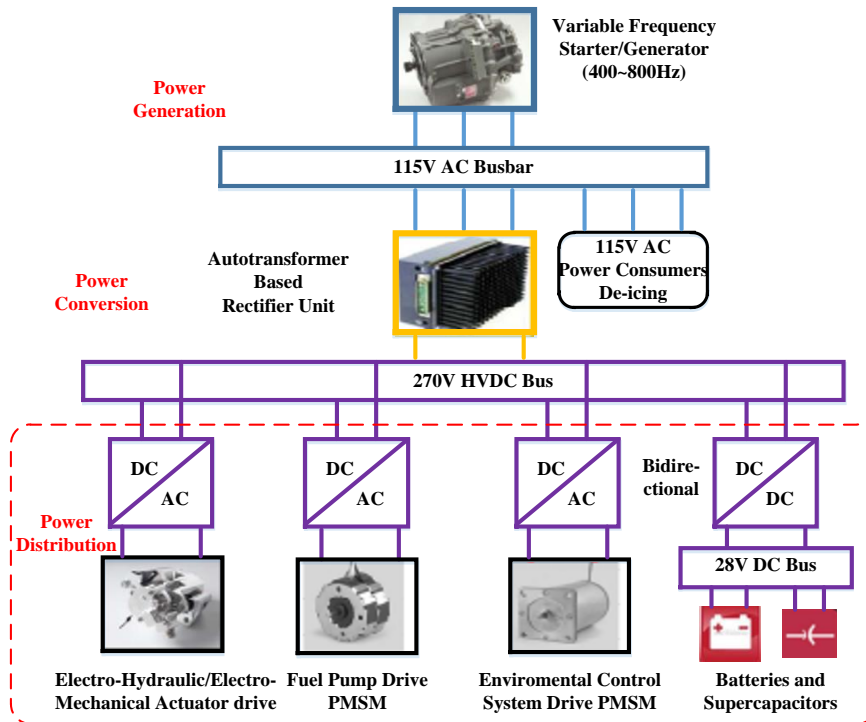 Variable Frequency
Starter/Generator
(400~800Hz)
Power
Generation
115V AC Busbar
Autotransformer
Based
Rectifier Unit
115V AC
Power Consumers
De-icing
Power
Conversion
270V HVDC Bus
DC
AC
DC
AC
DC
AC
Bidire-
ctional
DC
DC
Power
Distribution
28V DC Bus
Electro-Hydraulic/Electro-
Mechanical Actuator drive
Fuel Pump Drive
PMSM
Enviromental Control
System Drive PMSM
Batteries and
Supercapacitors